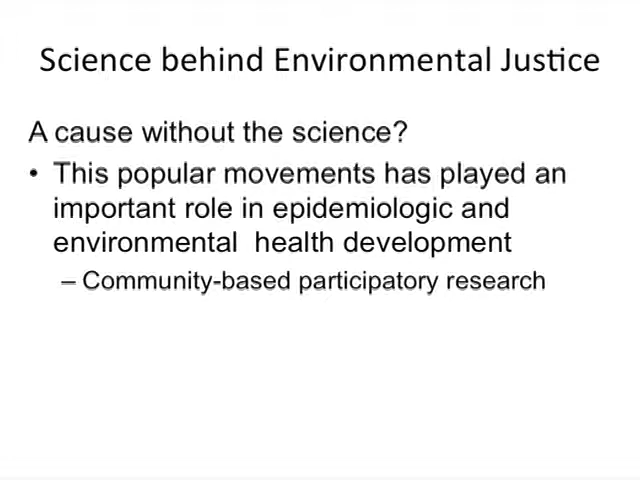 Science behind Environmental Justice
A cause without the science?
• This popular movements has played an
important role in epidemiologic and
environmental  health development
– Community-based participatory research